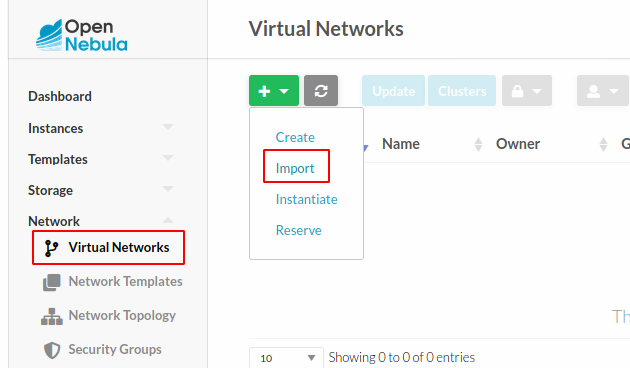 Open
Nebula
Virtual Networks
Update Clusters
Dashboard
Instances
Templates
Storage
Network
Virtual Networks
Network Templates
Network Topology
Security Groups
Create
Import
Instantiate
Reserve
Name Owner G
Th
10 Showing 0 to 0 of 0 entries